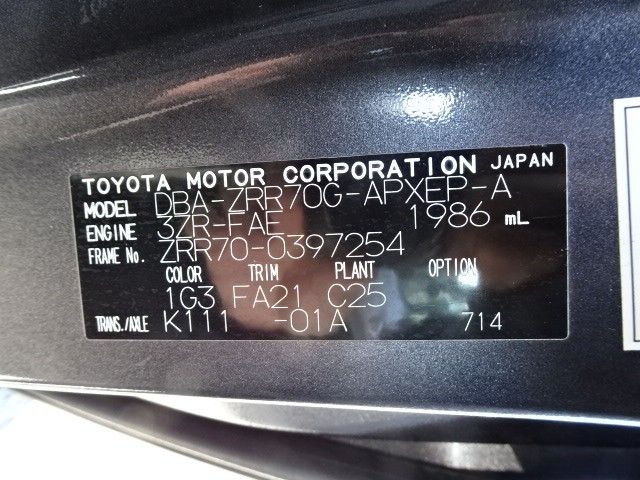 TOYOTA MOTOR CORPORATION JAPAN
MODEL DBA-ZRR70G-APXEP-A
ENGINE 3ZR-FAE 1986 mL
FRAME No. ZRR70-0397254
COLOR TRIM PLANT OPTION
1G3 FA21 C25
TRANS./AXLE K111 -01A 714